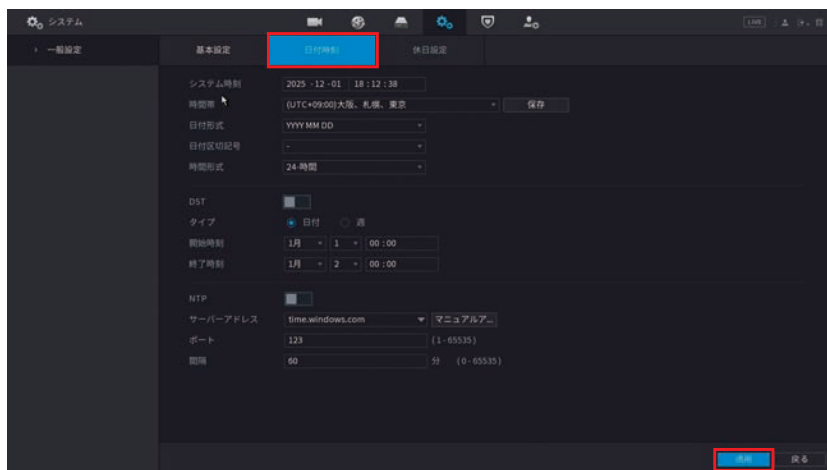 システム
LIVE
一般設定
基本設定 日付時刻 休日設定
システム時刻 2025 -12 -01 18 : 12 : 38
時間帯 (UTC+09:00)大阪、札幌、東京 保存
日付形式 YYYY MM DD
日付区切記号 -
時間形式 24-時間
DST
タイプ 日付 週
開始時刻 1月 1 00 : 00
終了時刻 1月 2 00 : 00
NTP
サーバーアドレス time.windows.com マニュアルア...
ポート 123 (1 - 65535)
間隔 60 分 (0 - 65535)
適用 戻る